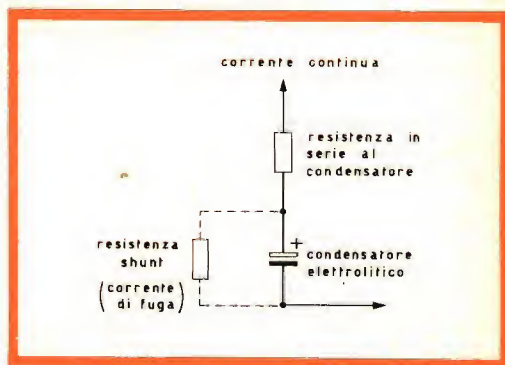 corrente continua
resistenza in
serie al
condensatore
resistenza
shunt
(corrente
di fuga)
+
condensatore
elettrolitico